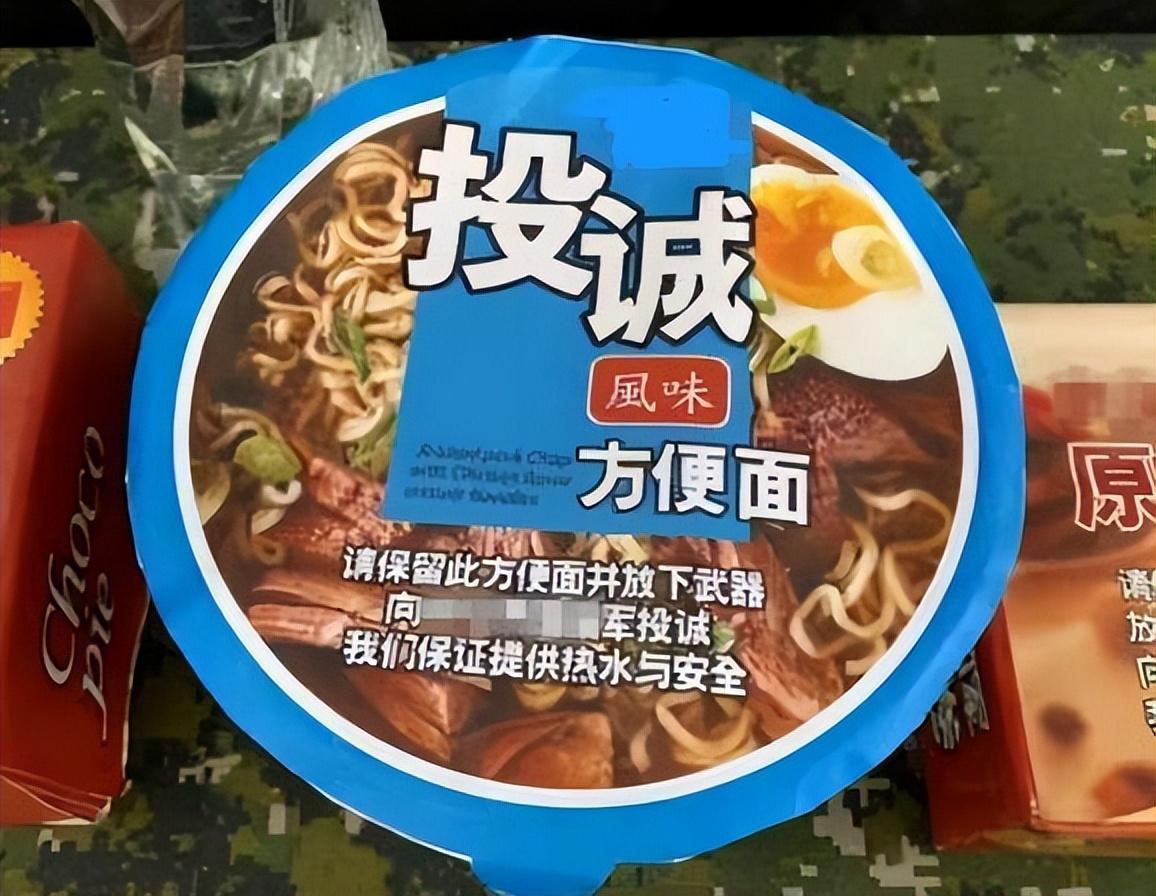 投诚
風味
方便面
请保留此方便面并放下武器
向
军投诚
我们保证提供热水与安全
Choco
pie
原